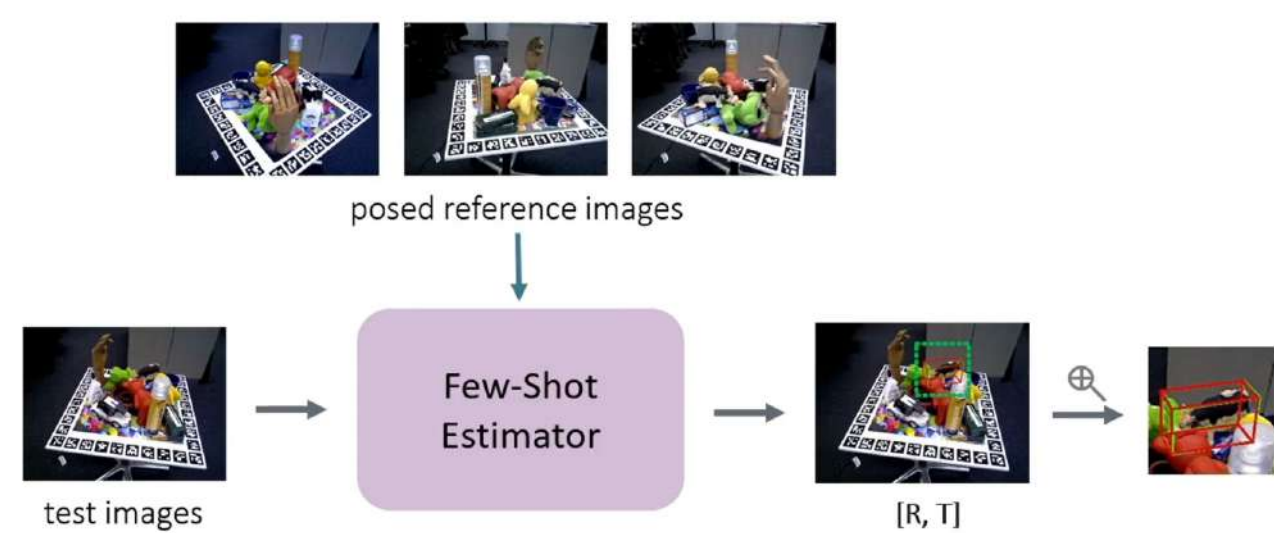 posed reference images
Few-Shot
Estimator
test images
[R, T]